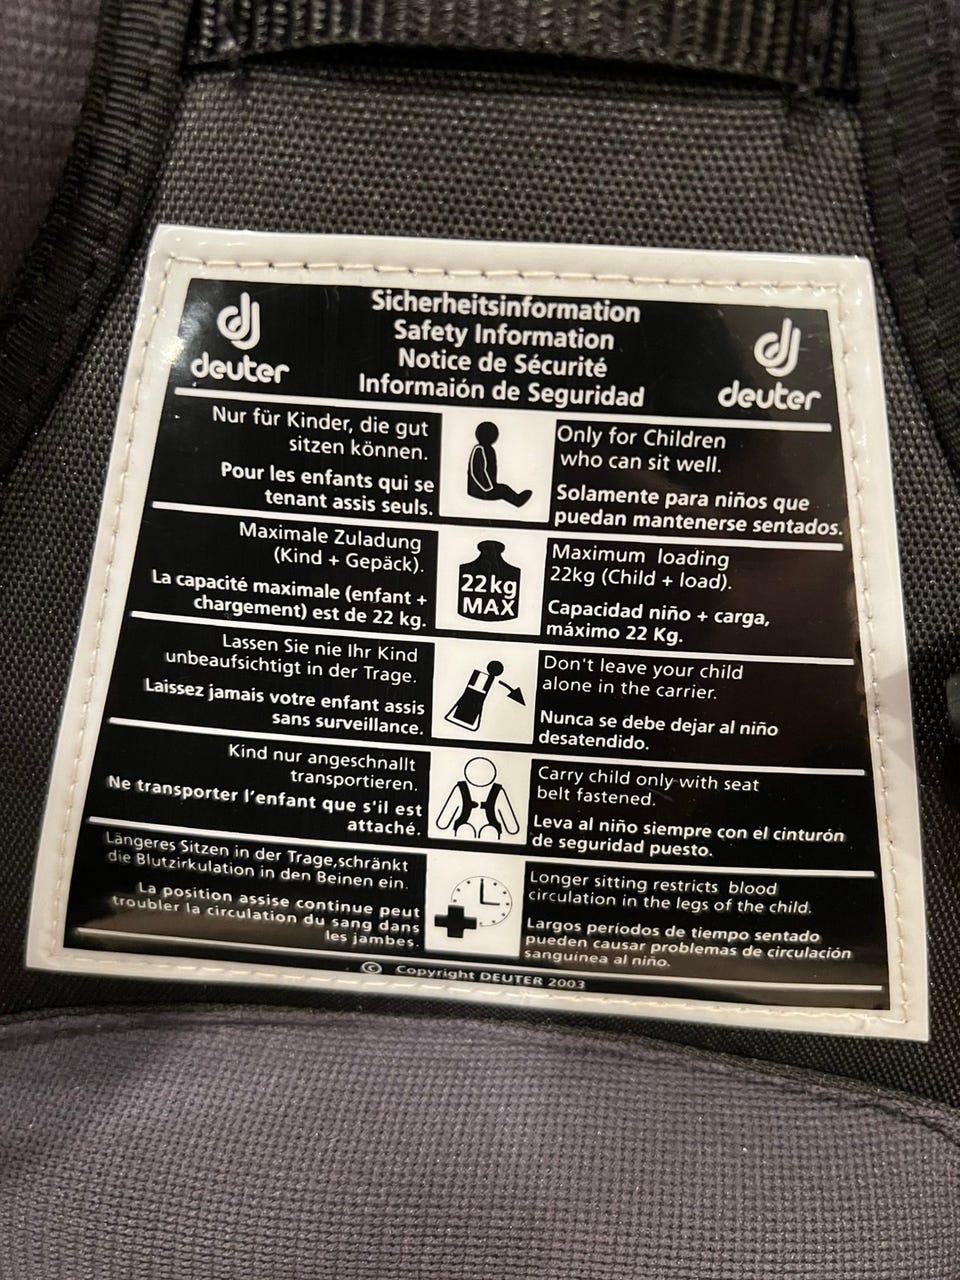 deuter
Sicherheitsinformation
Safety Information
Notice de Sécurité
Informaión de Seguridad
deuter
Nur für Kinder, die gut
sitzen können.
Pour les enfants qui se
tenant assis seuls.
Only for Children
who can sit well.
Solamente para niños que
puedan mantenerse sentados.
Maximale Zuladung
(Kind + Gepäck).
La capacité maximale (enfant +
chargement) est de 22 kg.
22kg
MAX
Maximum loading
22kg (Child + load).
Capacidad niño + carga,
máximo 22 Kg.
Lassen Sie nie Ihr Kind
unbeaufsichtigt in der Trage.
Laissez jamais votre enfant assis
sans surveillance.
Don't leave your child
alone in the carrier.
Nunca se debe dejar al niño
desatendido.
Kind nur angeschnallt
transportieren.
Ne transporter l'enfant que s'il est
attaché.
Carry child only with seat
belt fastened.
Leva al niño siempre con el cinturón
de seguridad puesto.
Längeres Sitzen in der Trage,schränkt
die Blutzirkulation in den Beinen ein.
La position assise continue peut
troubler la circulation du sang dans
les jambes.
Longer sitting restricts blood
circulation in the legs of the child.
Largos períodos de tiempo sentado
pueden causar problemas de circulación
sanguínea al niño.
© Copyright DEUTER 2003